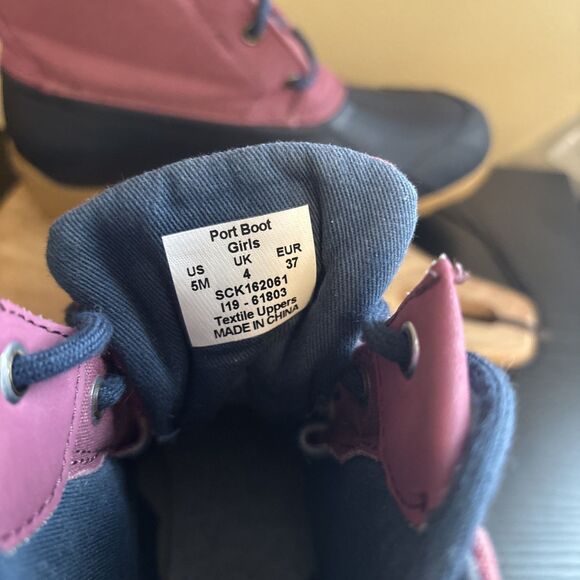 Port Boot
Girls
US UK EUR
5M 4 37
SCK162061
I19 - 61803
Textile Uppers
MADE IN CHINA